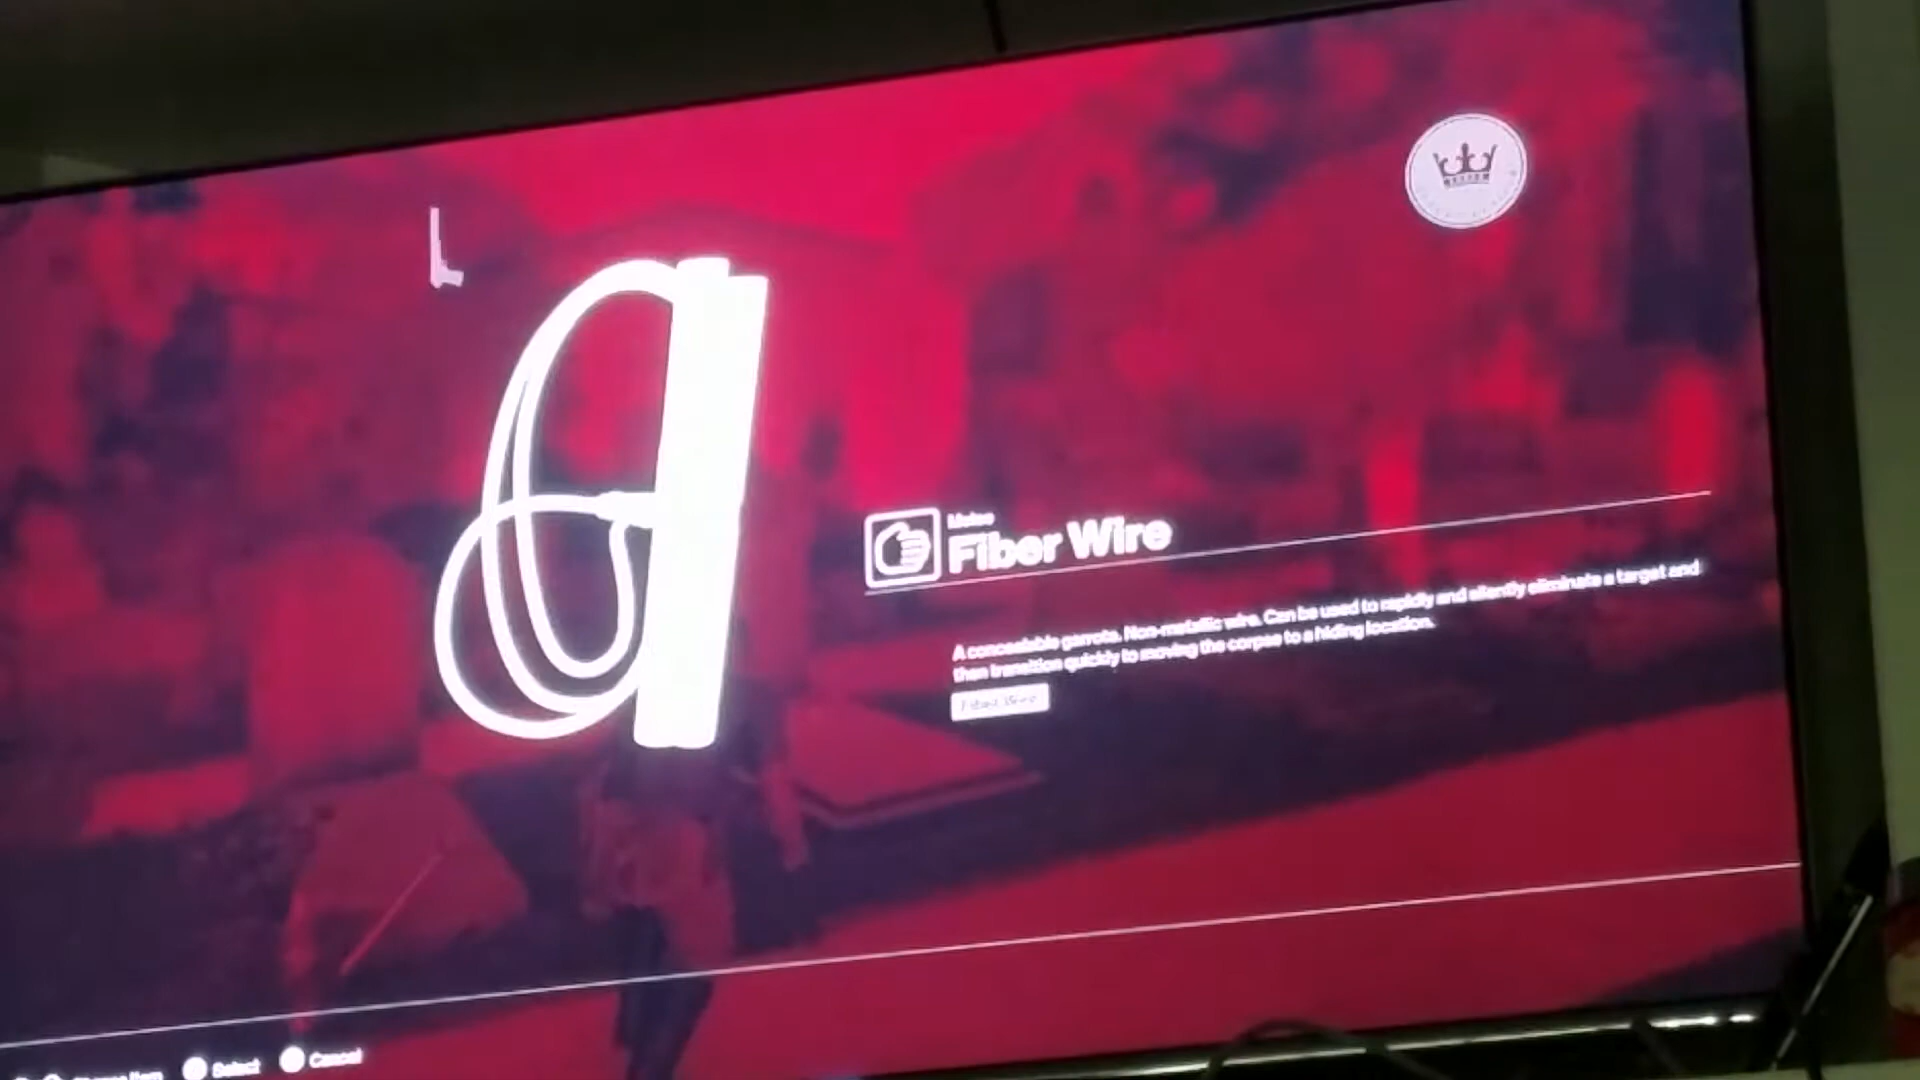 Melee
Fiber Wire
A concealable garrote. Non-metallic wire. Can be used to rapidly and silently eliminate a target and
then transition quickly to moving the corpse to a hiding location.
Fiber Wire
Item
Select
Cancel